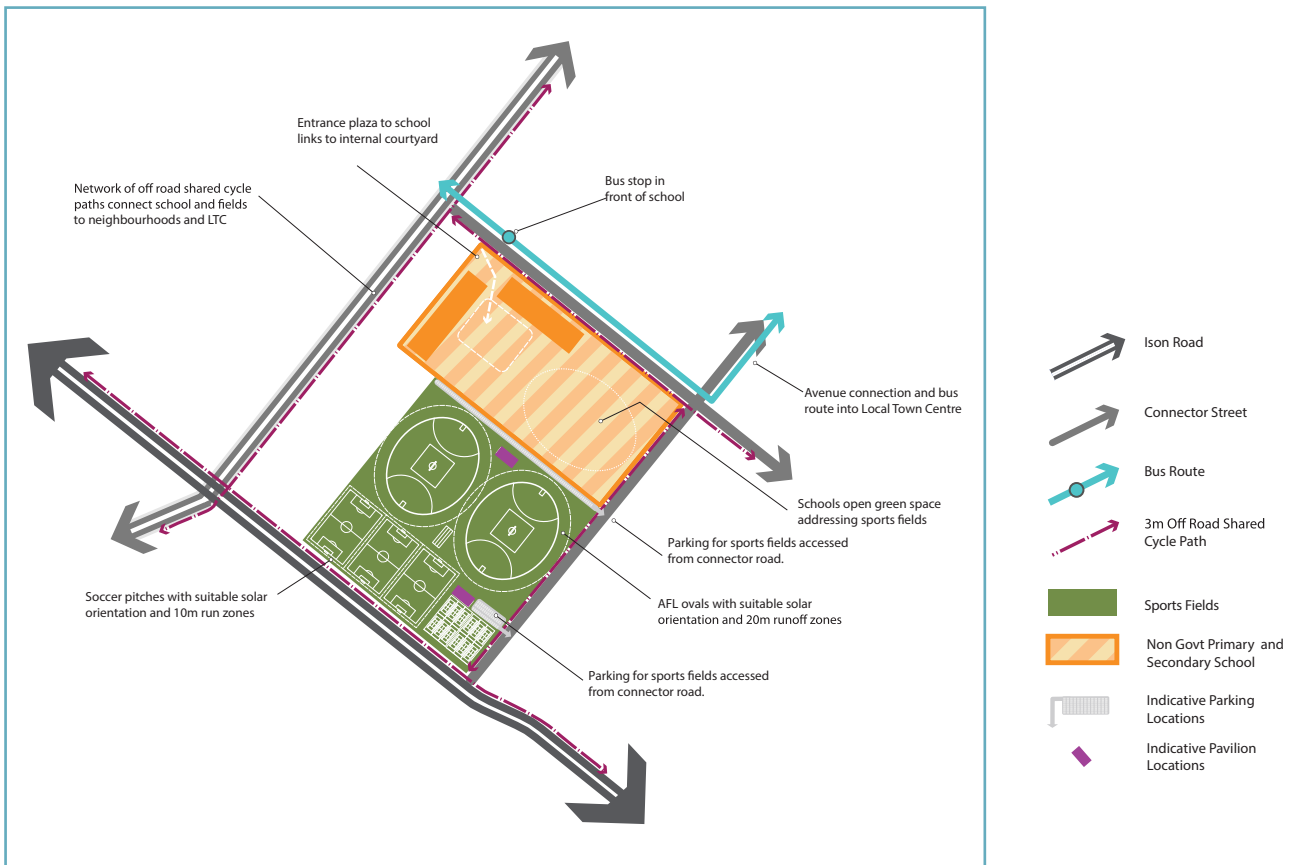 Entrance plaza to school
links to internal courtyard
Network of off road shared cycle
paths connect school and fields
to neighbourhoods and LTC
Bus stop in
front of school
Avenue connection and bus
route into Local Town Centre
Schools open green space
addressing sports fields
Parking for sports fields accessed
from connector road.
AFL ovals with suitable solar
orientation and 20m runoff zones
Soccer pitches with suitable solar
orientation and 10m run zones
Parking for sports fields accessed
from connector road.
Ison Road
Connector Street
Bus Route
3m Off Road Shared
Cycle Path
Sports Fields
Non Govt Primary and
Secondary School
Indicative Parking
Locations
Indicative Pavilion
Locations